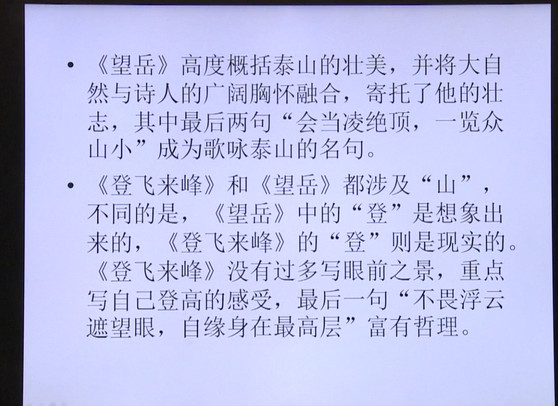 • 《望岳》高度概括泰山的壮美，并将大自
然与诗人的广阔胸怀融合，寄托了他的壮
志，其中最后两句“会当凌绝顶，一览众
山小”成为歌咏泰山的名句。
• 《登飞来峰》和《望岳》都涉及“山”，
不同的是，《望岳》中的“登”是想象出
来的，《登飞来峰》的“登”则是现实的。
《登飞来峰》没有过多写眼前之景，重点
写自己登高的感受，最后一句“不畏浮云
遮望眼，自缘身在最高层”富有哲理。